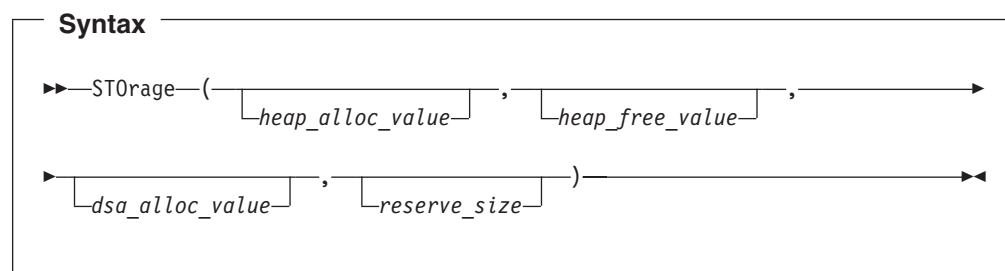 Syntax
STOrage ( heap_alloc_value , heap_free_value ,
dsa_alloc_value , reserve_size )